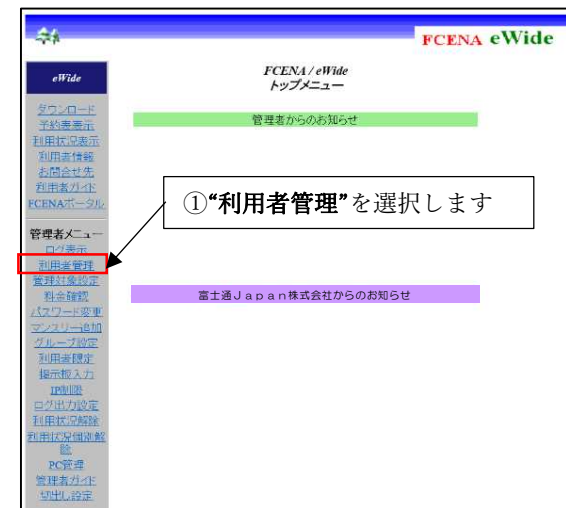 FCENA eWide
eWide
FCENA / eWide
トップメニュー
ダウンロード
予約表表示
利用状況表示
利用者情報
お問合せ先
利用者ガイド
FCENAポータル
管理者からのお知らせ
①“利用者管理”を選択します
管理者メニュー
ログ表示
利用者管理
管理対象設定
料金確認
パスワード変更
マンスリー追加
グループ設定
利用者限定
掲示板入力
IP制限
ログ出力設定
利用状況解除
利用状況個別解
除
PC管理
管理者ガイド
切出し設定
富士通Ｊａｐａｎ株式会社からのお知らせ